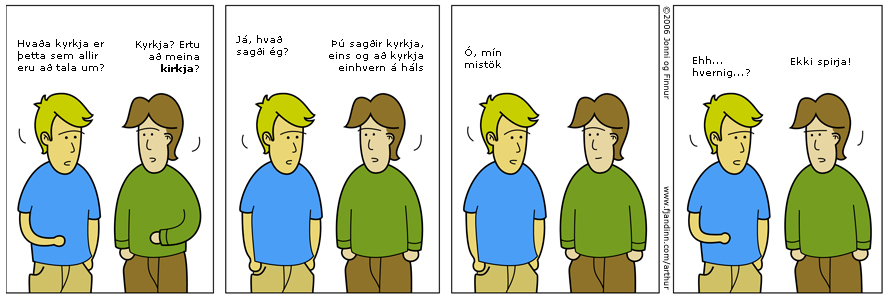 Hvaða kyrkja er
þetta sem allir
eru að tala um?
Kyrkja? Ertu
að meina
kirkja?
Já, hvað
sagði ég?
Þú sagðir kyrkja,
eins og að kyrkja
einhvern á háls
Ó, mín
mistök
©2006 Jonni og Finnur
www.fjandinn.com/arthur
Ehh...
hvernig...?
Ekki spirja!